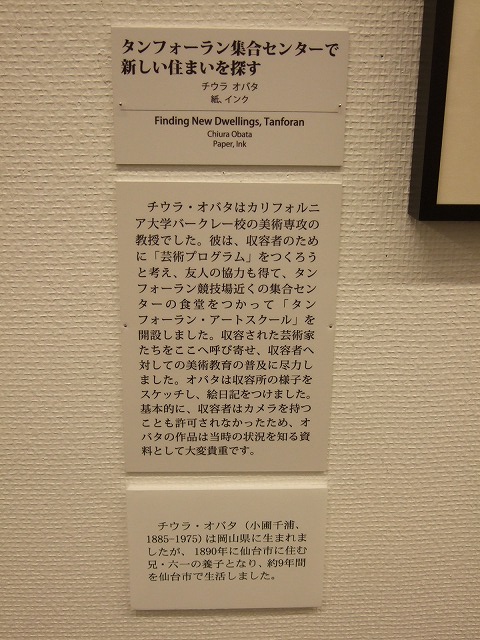 タンフォーラン集合センターで
新しい住まいを探す
チウラ オバタ
紙、インク
Finding New Dwellings, Tanforan
Chiura Obata
Paper, Ink
チウラ・オバタはカリフォルニ
ア大学バークレー校の美術専攻の
教授でした。彼は、収容者のため
に「芸術プログラム」をつくろう
と考え、友人の協力も得て、タン
フォーラン競技場近くの集合セン
ターの食堂をつかって「タン
フォーラン・アートスクール」を
開設しました。収容された芸術家
たちをここへ呼び寄せ、収容者へ
対しての美術教育の普及に尽力し
ました。オバタは収容所の様子を
スケッチし、絵日記をつけました。
基本的に、収容者はカメラを持つ
ことも許可されなかったため、オ
バタの作品は当時の状況を知る資
料として大変貴重です。
チウラ・オバタ（小圃千浦、
1885-1975）は岡山県に生まれま
したが、1890年に仙台市に住む
兄・六一の養子となり、約9年間
を仙台市で生活しました。